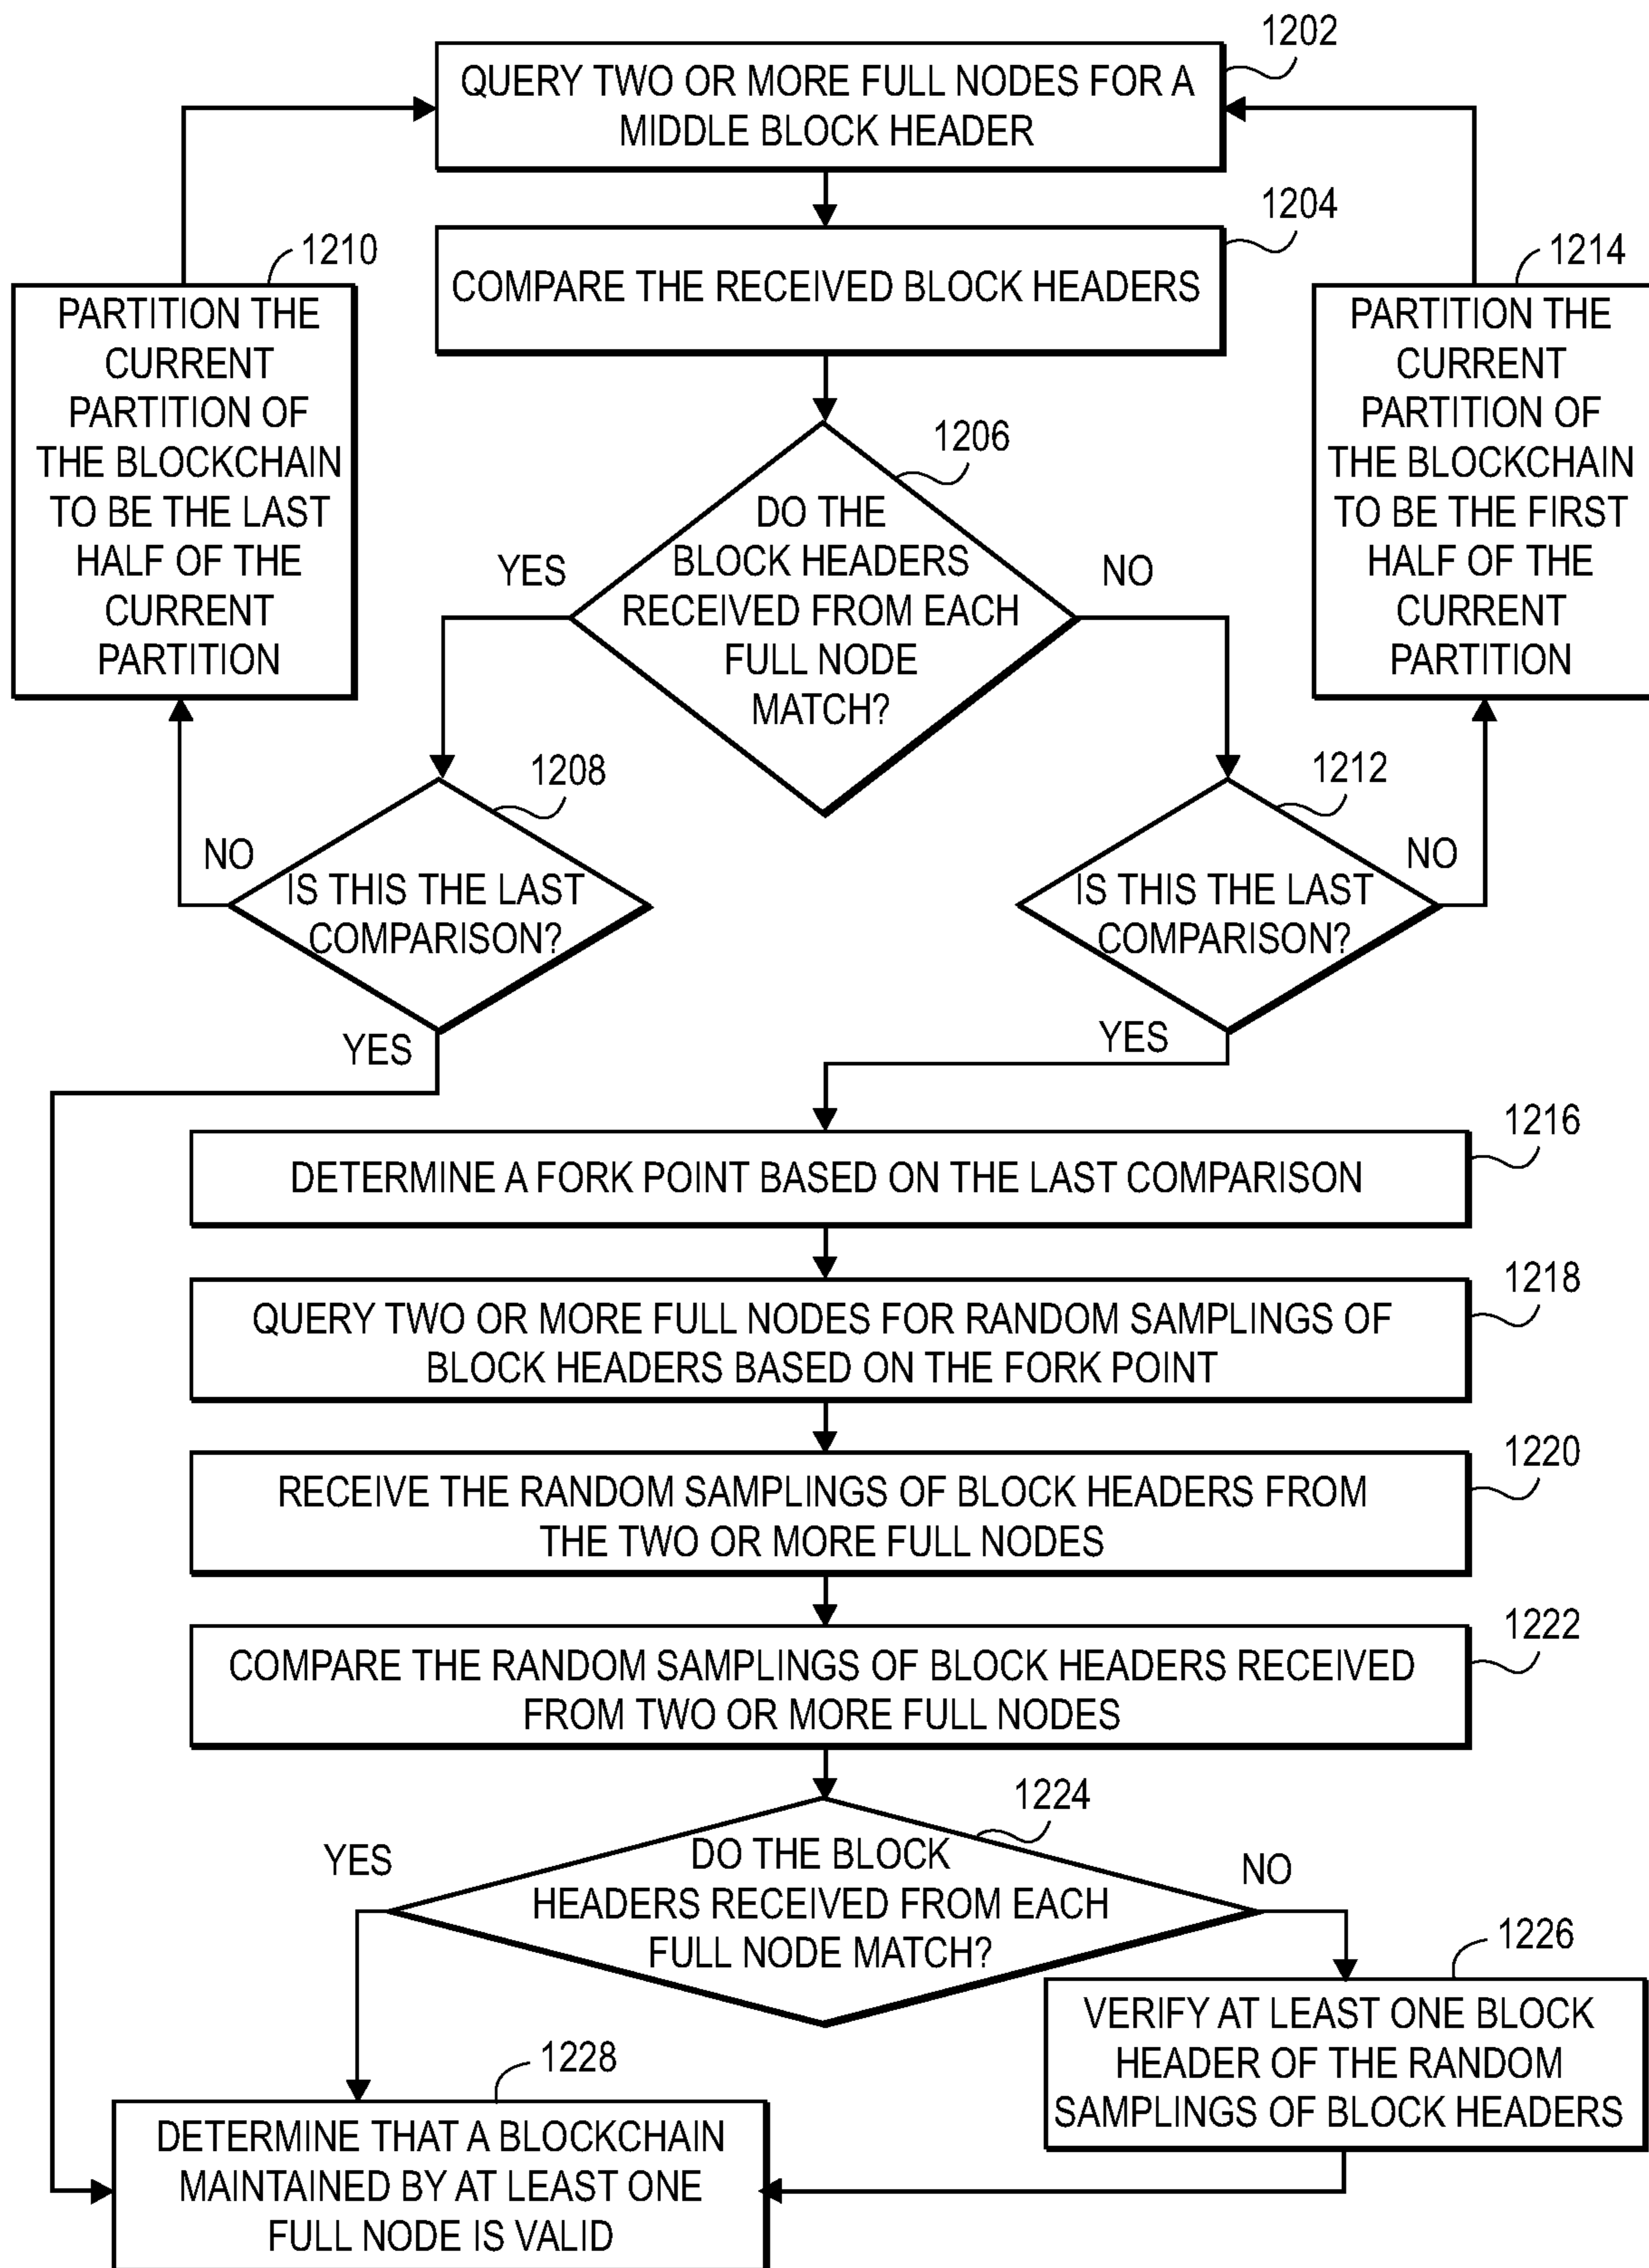 1202
QUERY TWO OR MORE FULL NODES FOR A
MIDDLE BLOCK HEADER
1204
COMPARE THE RECEIVED BLOCK HEADERS
1210
PARTITION THE
CURRENT
PARTITION OF
THE BLOCKCHAIN
TO BE THE LAST
HALF OF THE
CURRENT
PARTITION
1214
PARTITION THE
CURRENT
PARTITION OF
THE BLOCKCHAIN
TO BE THE FIRST
HALF OF THE
CURRENT
PARTITION
1206
DO THE
BLOCK HEADERS
RECEIVED FROM EACH
FULL NODE
MATCH?
YES
NO
1208
IS THIS THE LAST
COMPARISON?
NO
YES
1212
IS THIS THE LAST
COMPARISON?
NO
YES
1216
DETERMINE A FORK POINT BASED ON THE LAST COMPARISON
1218
QUERY TWO OR MORE FULL NODES FOR RANDOM SAMPLINGS OF
BLOCK HEADERS BASED ON THE FORK POINT
1220
RECEIVE THE RANDOM SAMPLINGS OF BLOCK HEADERS FROM
THE TWO OR MORE FULL NODES
1222
COMPARE THE RANDOM SAMPLINGS OF BLOCK HEADERS RECEIVED
FROM TWO OR MORE FULL NODES
1224
DO THE BLOCK
HEADERS RECEIVED FROM EACH
FULL NODE MATCH?
YES
NO
1226
VERIFY AT LEAST ONE BLOCK
HEADER OF THE RANDOM
SAMPLINGS OF BLOCK HEADERS
1228
DETERMINE THAT A BLOCKCHAIN
MAINTAINED BY AT LEAST ONE
FULL NODE IS VALID